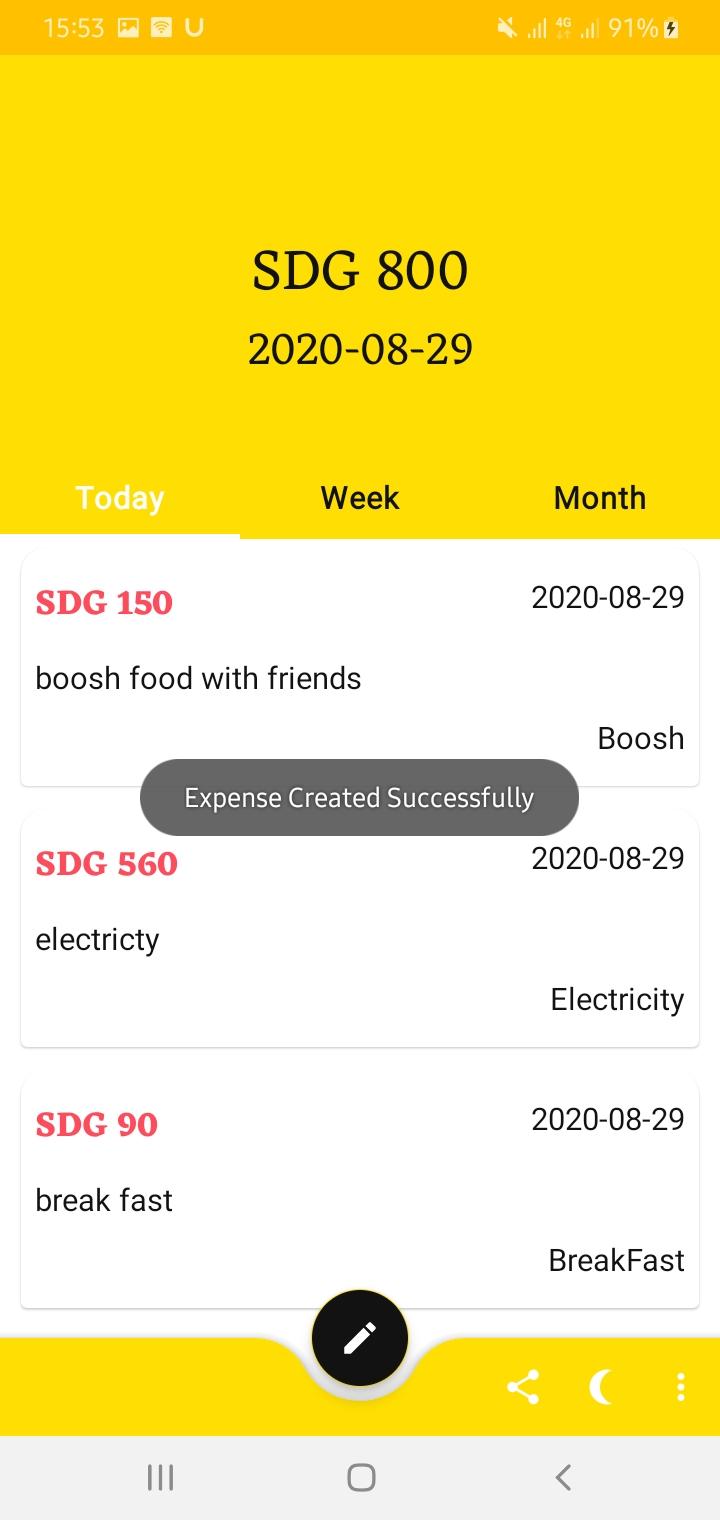 15:53 4G 91%
SDG 800
2020-08-29
Today Week Month
SDG 150 2020-08-29
boosh food with friends
Boosh
Expense Created Successfully
SDG 560 2020-08-29
electricty
Electricity
SDG 90 2020-08-29
break fast
BreakFast